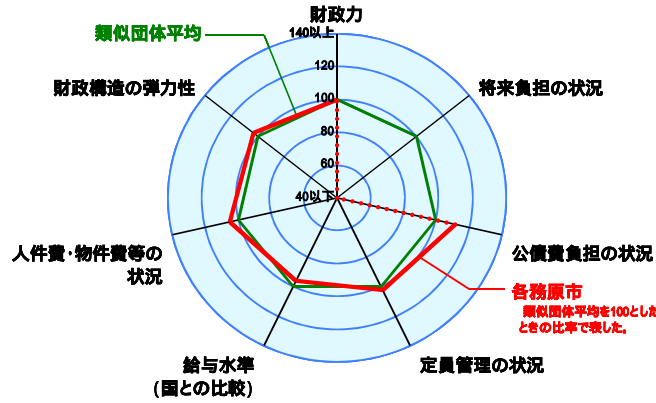 財政力
140以上
類似団体平均
120
財政構造の弾力性
将来負担の状況
100
80
60
40以下
人件費・物件費等の
状況
公債費負担の状況
各務原市
類似団体平均を100とした
ときの比率で表した。
給与水準
(国との比較)
定員管理の状況